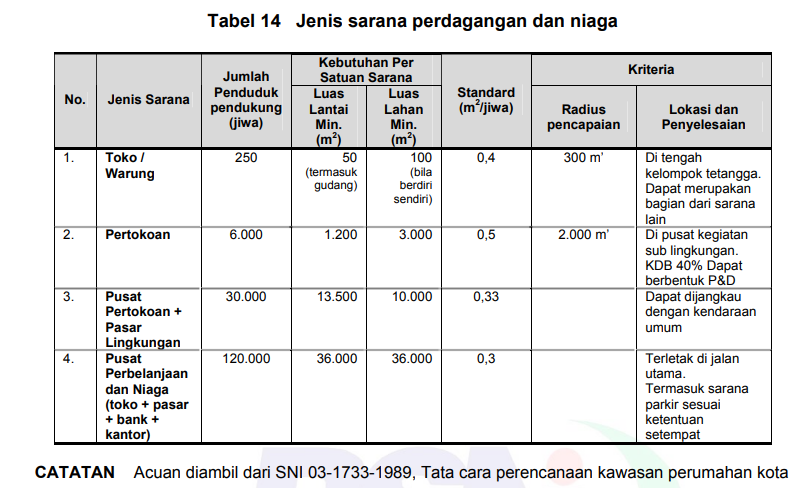 Tabel 14 Jenis sarana perdagangan dan niaga
No.
Jenis Sarana
Jumlah
Penduduk
pendukung
(jiwa)
Kebutuhan Per
Satuan Sarana
Luas
Lantai
Min.
(m²)
Luas
Lahan
Min.
(m²)
Standard
(m²/jiwa)
Kriteria
Radius
pencapaian
Lokasi dan
Penyelesaian
1.
Toko /
Warung
250
50
(termasuk
gudang)
100
(bila
berdiri
sendiri)
0,4
300 m'
Di tengah
kelompok tetangga.
Dapat merupakan
bagian dari sarana
lain
2.
Pertokoan
6.000
1.200
3.000
0,5
2.000 m'
Di pusat kegiatan
sub lingkungan.
KDB 40% Dapat
berbentuk P&D
3.
Pusat
Pertokoan +
Pasar
Lingkungan
30.000
13.500
10.000
0,33
Dapat dijangkau
dengan kendaraan
umum
4.
Pusat
Perbelanjaan
dan Niaga
(toko + pasar
+ bank +
kantor)
120.000
36.000
36.000
0,3
Terletak di jalan
utama.
Termasuk sarana
parkir sesuai
ketentuan
setempat
CATATAN Acuan diambil dari SNI 03-1733-1989, Tata cara perencanaan kawasan perumahan kota